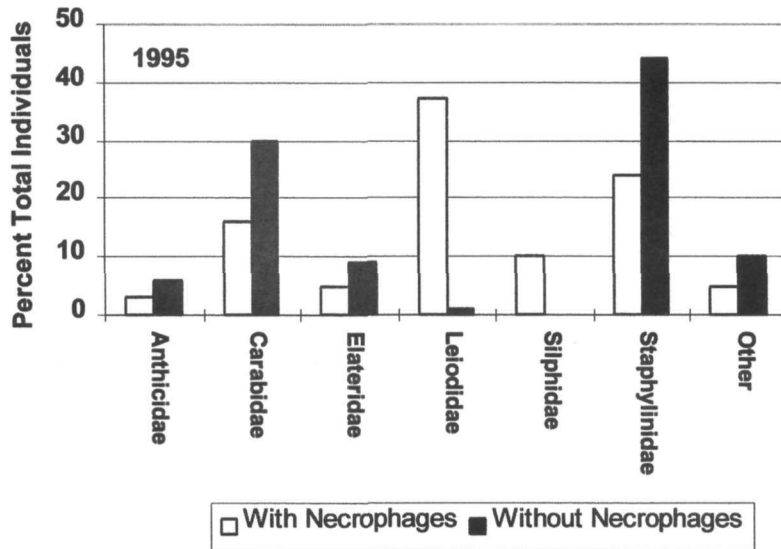 Percent Total Individuals
50
40
30
20
10
0
1995
Anthicidae
Carabidae
Elateridae
Leiodidae
Silphidae
Staphylinidae
Other
With Necrophages
Without Necrophages